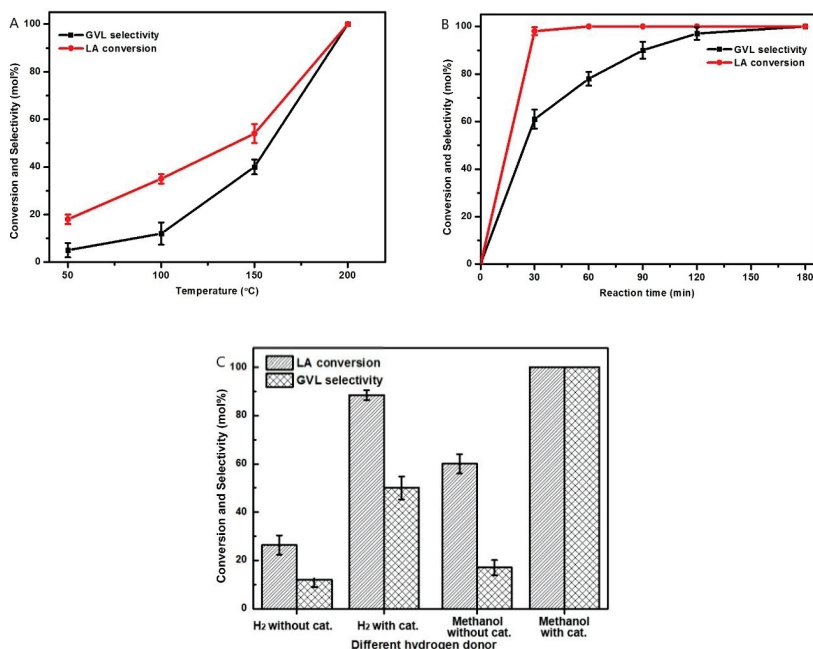 A
GVL selectivity
LA conversion
Conversion and Selectivity (mol%)
100
80
60
40
20
0
50
100
150
200
Temperature (°C)
B
GVL selectivity
LA conversion
Conversion and Selectivity (mol%)
100
80
60
40
20
0
0
30
60
90
120
180
Reaction time (min)
C
LA conversion
GVL selectivity
Conversion and Selectivity (mol%)
100
80
60
40
20
0
H₂ without cat.
H₂ with cat.
Methanol
without cat.
Methanol
with cat.
Different hydrogen donor